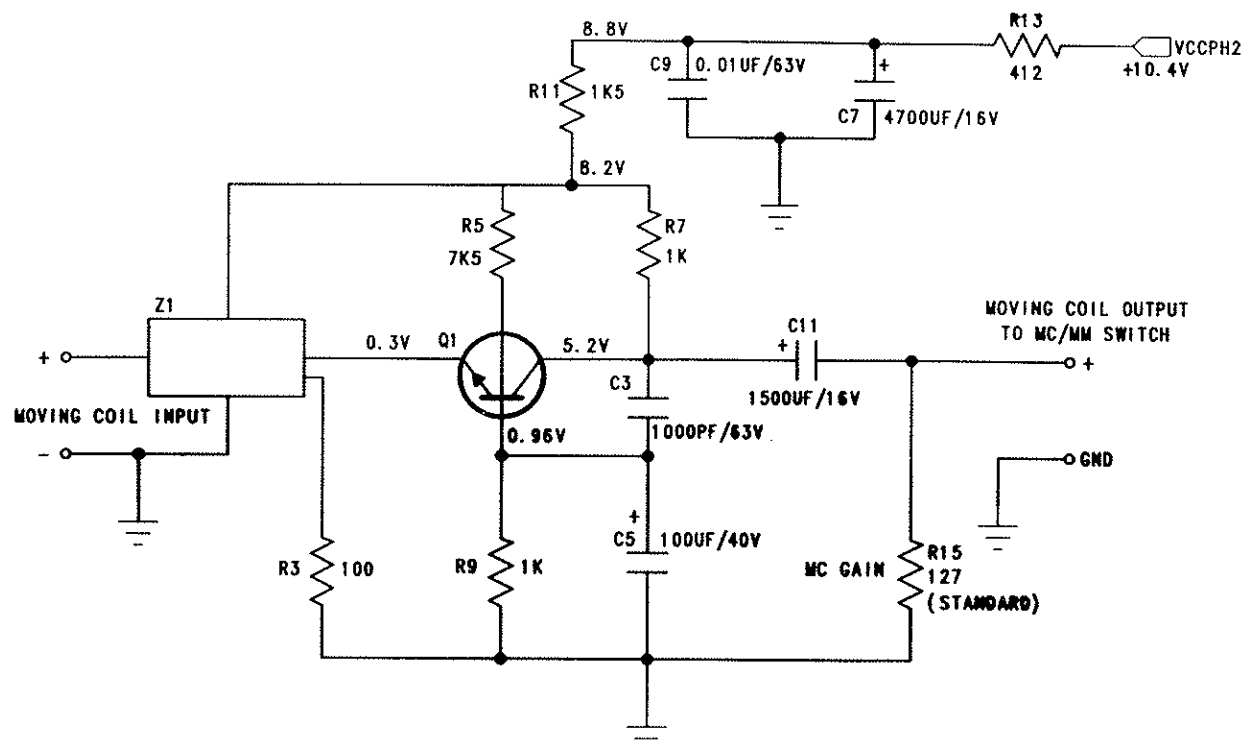 R13
8.8V
VCCPH2
C9
0.01UF/63V
+
412
+10.4V
R11
1K5
C7
4700UF/16V
8.2V
R5
R7
7K5
1K
Z1
MOVING COIL OUTPUT
TO MC/MM SWITCH
C11
+
0.3V
Q1
5.2V
+
+
C3
1500UF/16V
MOVING COIL INPUT
1000PF/63V
0.96V
-
GND
+
C5
100UF/40V
R3
100
R9
1K
MC GAIN
R15
127
(STANDARD)